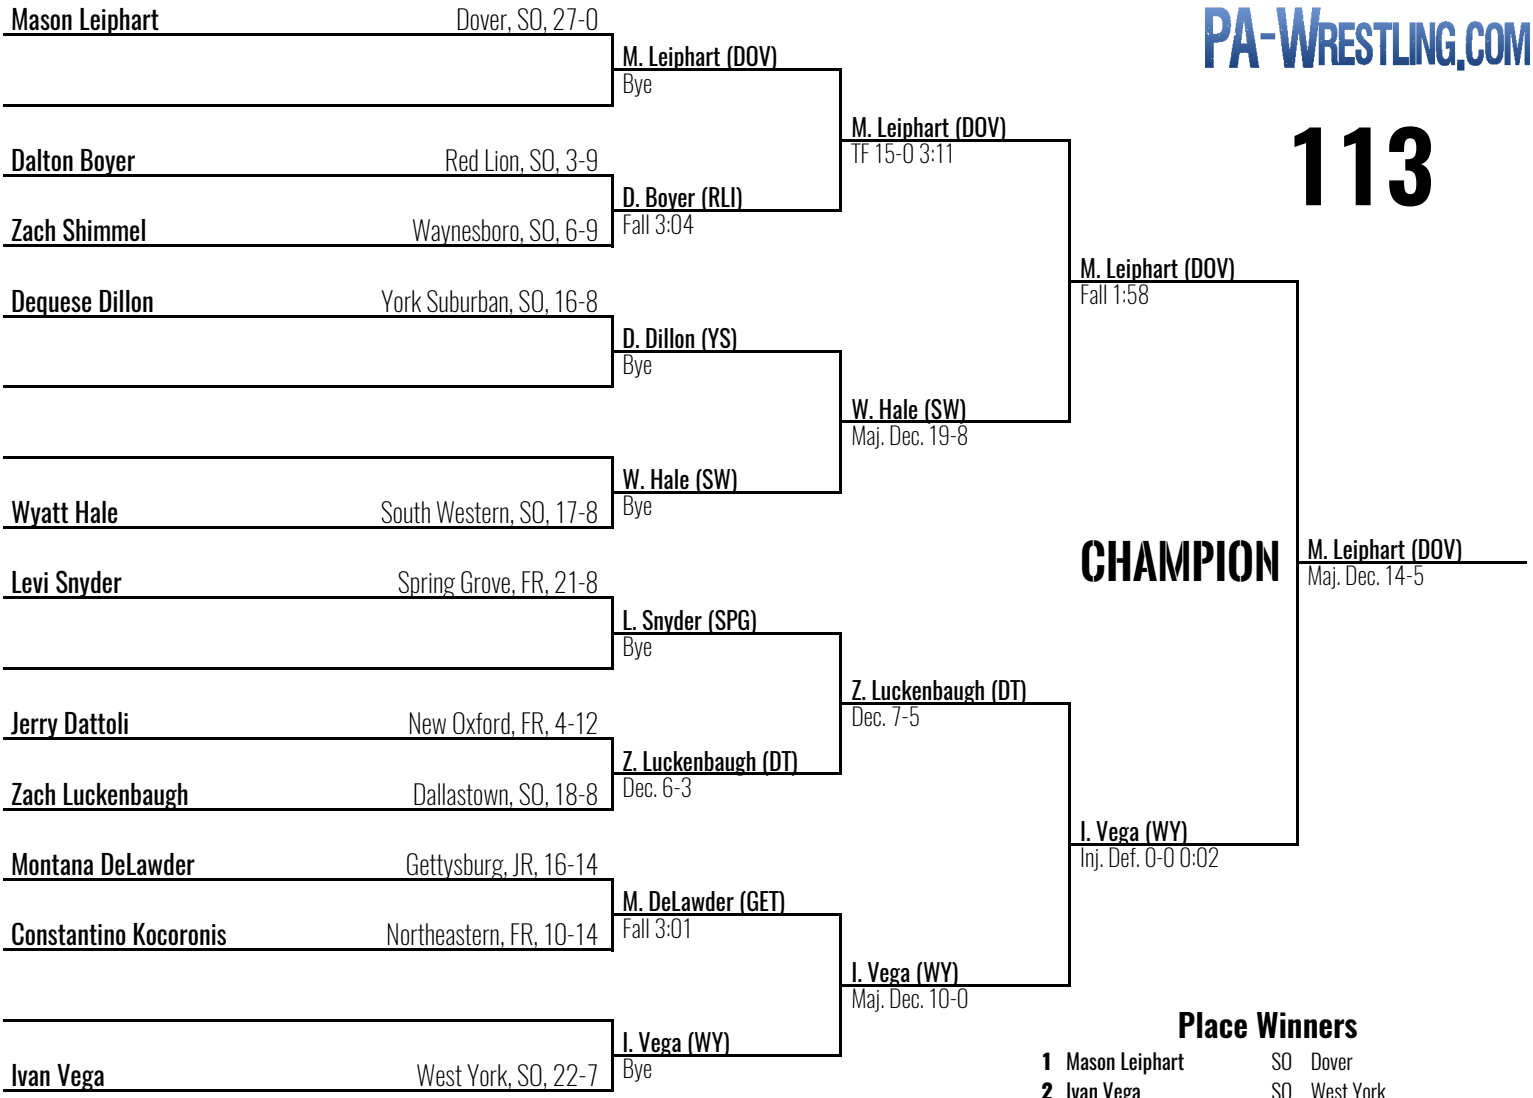 Mason Leiphart Dover, SO, 27-0
PA-WRESTLING.COM
M. Leiphart (DOV)
Bye
M. Leiphart (DOV)
TF 15-0 3:11
113
Dalton Boyer Red Lion, SO, 3-9
D. Boyer (RLI)
Fall 3:04
Zach Shimmel Waynesboro, SO, 6-9
M. Leiphart (DOV)
Fall 1:58
Dequese Dillon York Suburban, SO, 16-8
D. Dillon (YS)
Bye
W. Hale (SW)
Maj. Dec. 19-8
W. Hale (SW)
Bye
Wyatt Hale South Western, SO, 17-8
CHAMPION
M. Leiphart (DOV)
Maj. Dec. 14-5
Levi Snyder Spring Grove, FR, 21-8
L. Snyder (SPG)
Bye
Z. Luckenbaugh (DT)
Dec. 7-5
Jerry Dattoli New Oxford, FR, 4-12
Z. Luckenbaugh (DT)
Dec. 6-3
Zach Luckenbaugh Dallastown, SO, 18-8
I. Vega (WY)
Inj. Def. 0-0 0:02
Montana DeLawder Gettysburg, JR, 16-14
M. DeLawder (GET)
Fall 3:01
Constantino Kocoronis Northeastern, FR, 10-14
I. Vega (WY)
Maj. Dec. 10-0
I. Vega (WY)
Bye
Ivan Vega West York, SO, 22-7
Place Winners
1 Mason Leiphart SO Dover
2 Ivan Vega SO West York